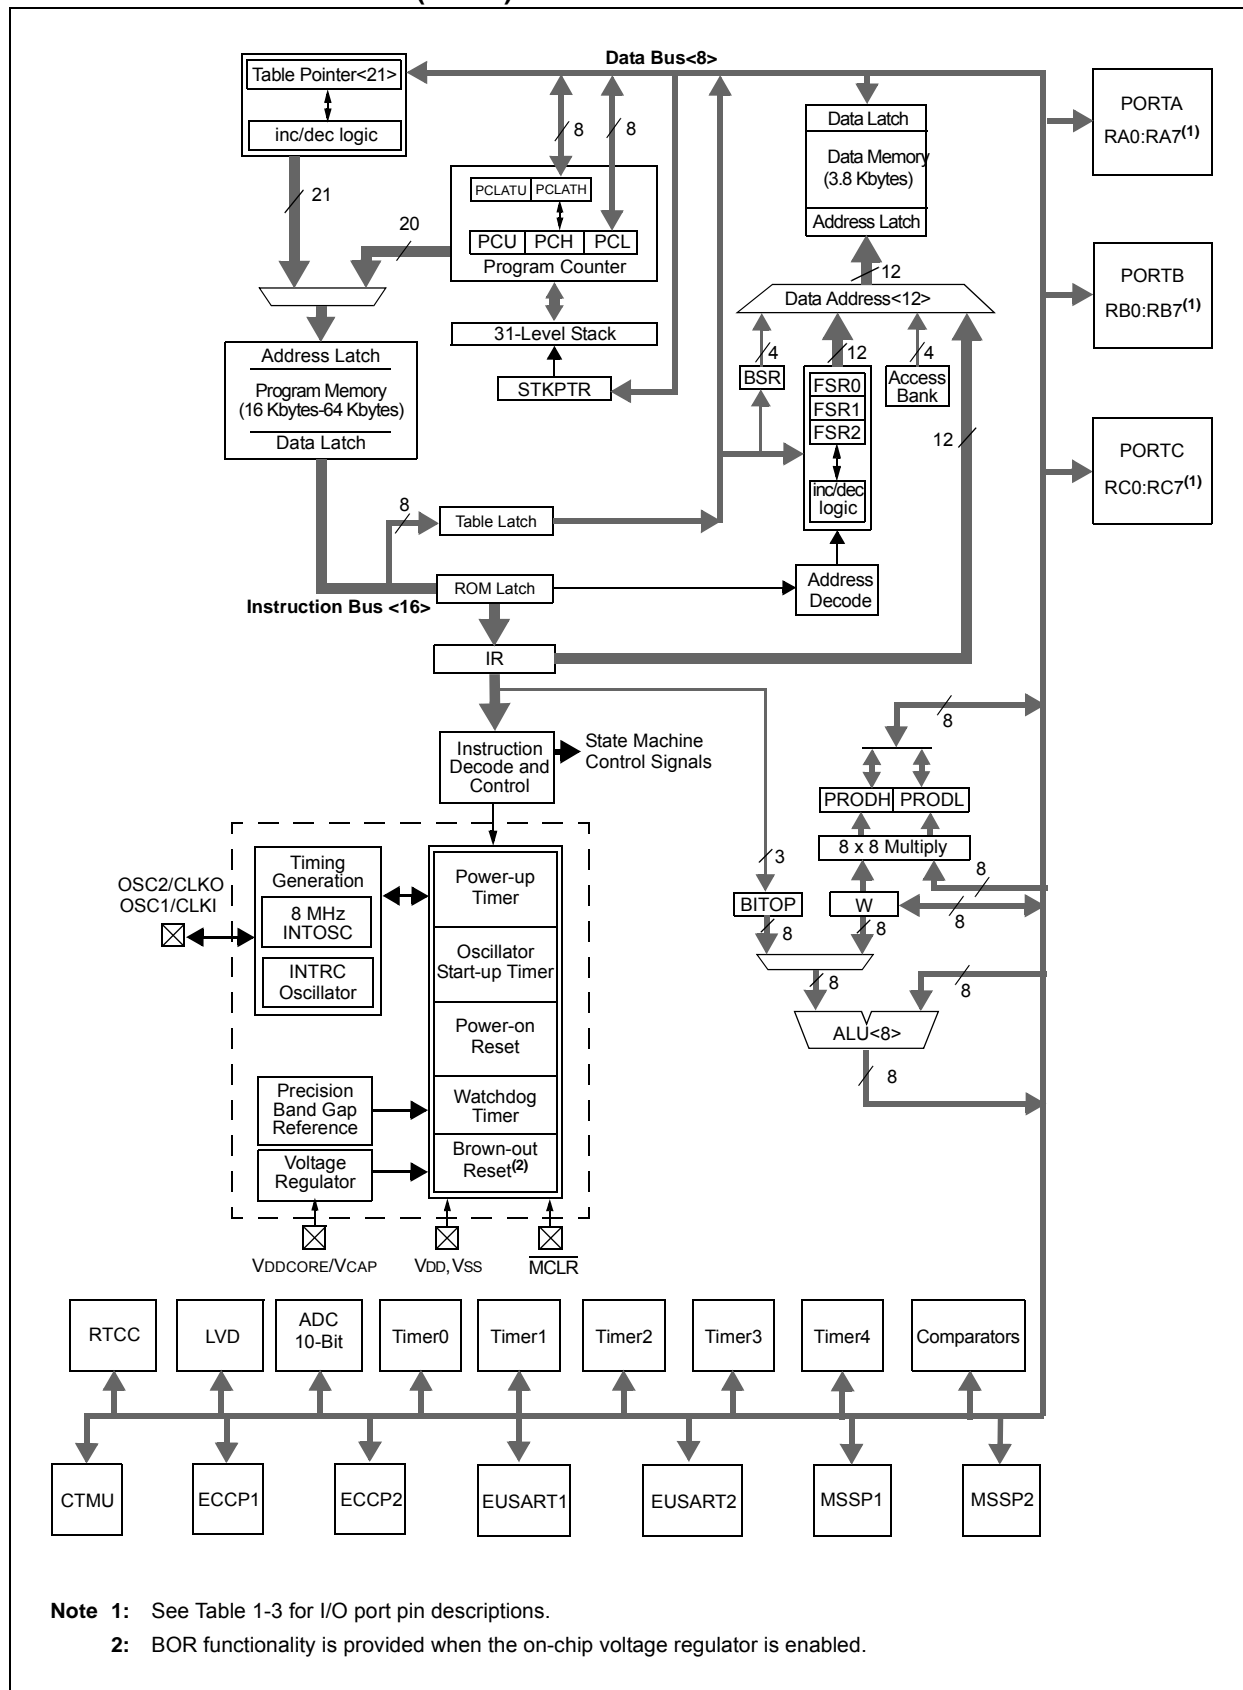 Data Bus<8>
Table Pointer<21>
inc/dec logic
21
20
8
8
PCLATU
PCLATH
PCU
PCH
PCL
Program Counter
31-Level Stack
STKPTR
Data Latch
Data Memory
(3.8 Kbytes)
Address Latch
12
Data Address<12>
4
12
4
BSR
FSR0
FSR1
FSR2
inc/dec
logic
Access
Bank
12
PORTA
RA0:RA7(1)
PORTB
RB0:RB7(1)
PORTC
RC0:RC7(1)
Address Latch
Program Memory
(16 Kbytes-64 Kbytes)
Data Latch
8
Table Latch
ROM Latch
Instruction Bus <16>
Address
Decode
IR
Instruction
Decode and
Control
State Machine
Control Signals
8
PRODH
PRODL
8 x 8 Multiply
3
8
BITOP
W
8
8
8
8
8
ALU<8>
8
OSC2/CLKO
OSC1/CLKI
Timing
Generation
8 MHz
INTOSC
INTRC
Oscillator
Power-up
Timer
Oscillator
Start-up Timer
Power-on
Reset
Watchdog
Timer
Brown-out
Reset(2)
Precision
Band Gap
Reference
Voltage
Regulator
VDDCORE/VCAP
VDD, VSS
MCLR
RTCC
LVD
ADC
10-Bit
Timer0
Timer1
Timer2
Timer3
Timer4
Comparators
CTMU
ECCP1
ECCP2
EUSART1
EUSART2
MSSP1
MSSP2
Note 1: See Table 1-3 for I/O port pin descriptions.
2: BOR functionality is provided when the on-chip voltage regulator is enabled.